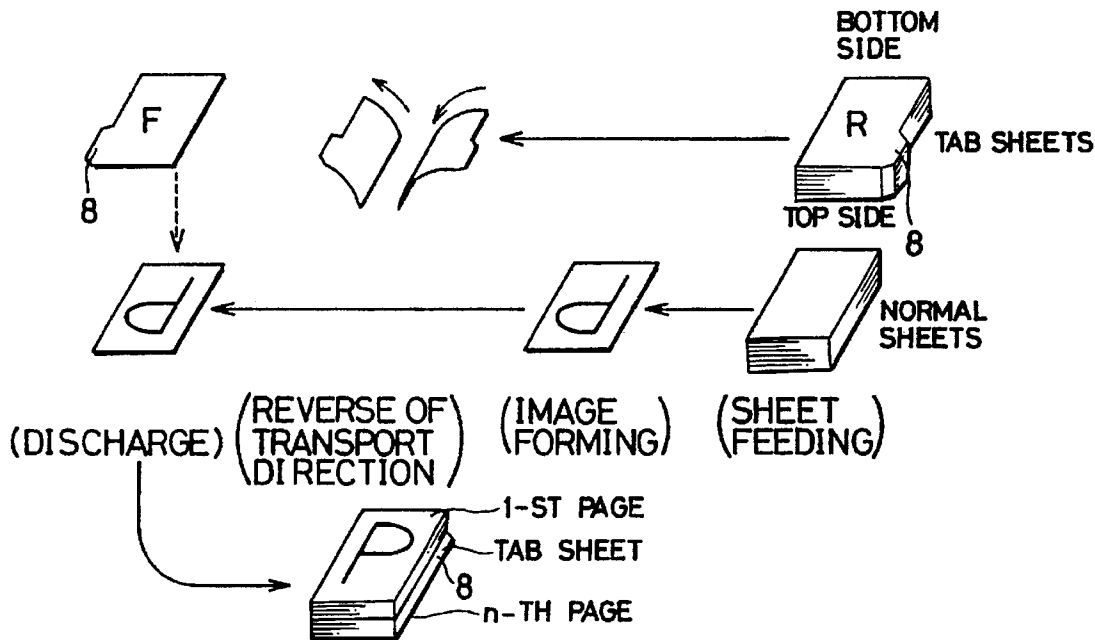 BOTTOM
SIDE
F
R
TAB SHEETS
8
TOP SIDE
8
P
P
NORMAL
SHEETS
(DISCHARGE)
(REVERSE OF
TRANSPORT
DIRECTION)
(IMAGE
FORMING)
(SHEET
FEEDING)
1-ST PAGE
P
TAB SHEET
8
n-TH PAGE